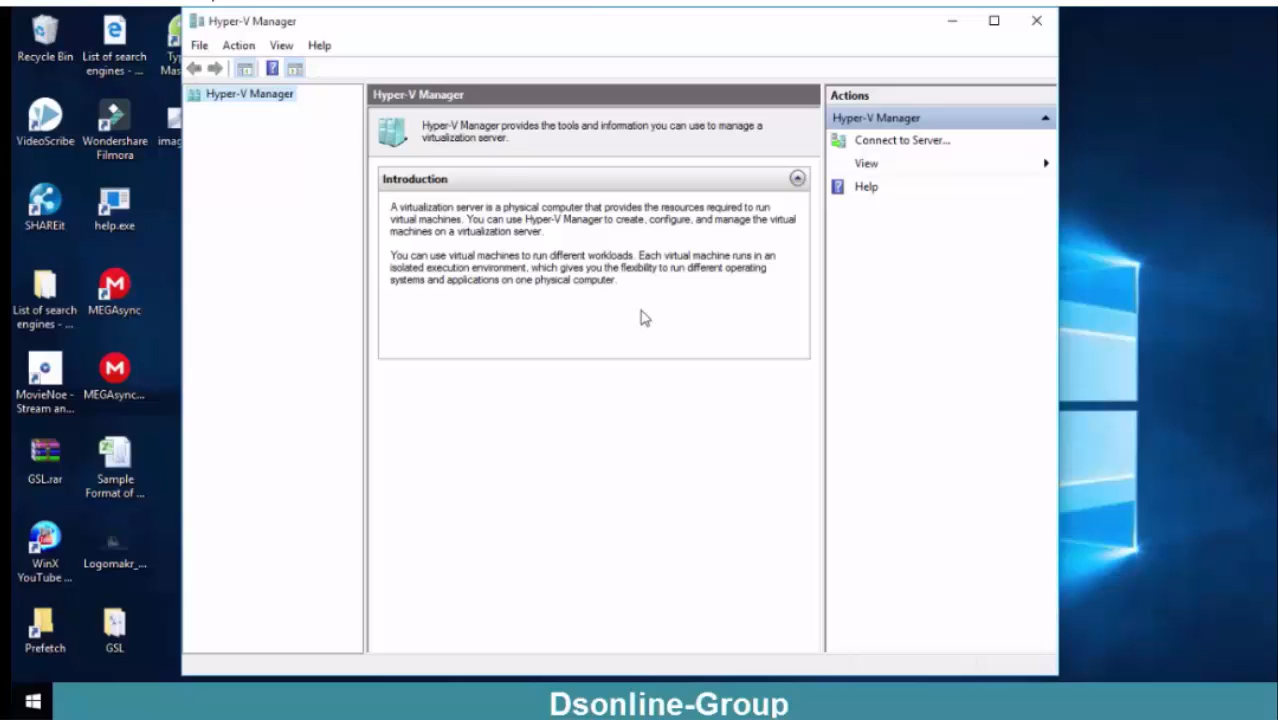 Hyper-V Manager
File Action View Help
Hyper-V Manager
Hyper-V Manager
Hyper-V Manager provides the tools and information you can use to manage a
virtualization server.
Introduction
A virtualization server is a physical computer that provides the resources required to run
virtual machines. You can use Hyper-V Manager to create, configure, and manage the virtual
machines on a virtualization server.
You can use virtual machines to run different workloads. Each virtual machine runs in an
isolated execution environment, which gives you the flexibility to run different operating
systems and applications on one physical computer.
Actions
Hyper-V Manager
Connect to Server...
View
Help
Recycle Bin
List of search
engines - ...
VideoScribe
Wondershare
Filmora
SHAREit
help.exe
List of search
engines - ...
MEGAsync
MovieNoe -
Stream an...
MEGAsync...
GSL.rar
Sample
Format of ...
WinX
YouTube ...
Logomakr_...
Prefetch
GSL
Dsonline-Group